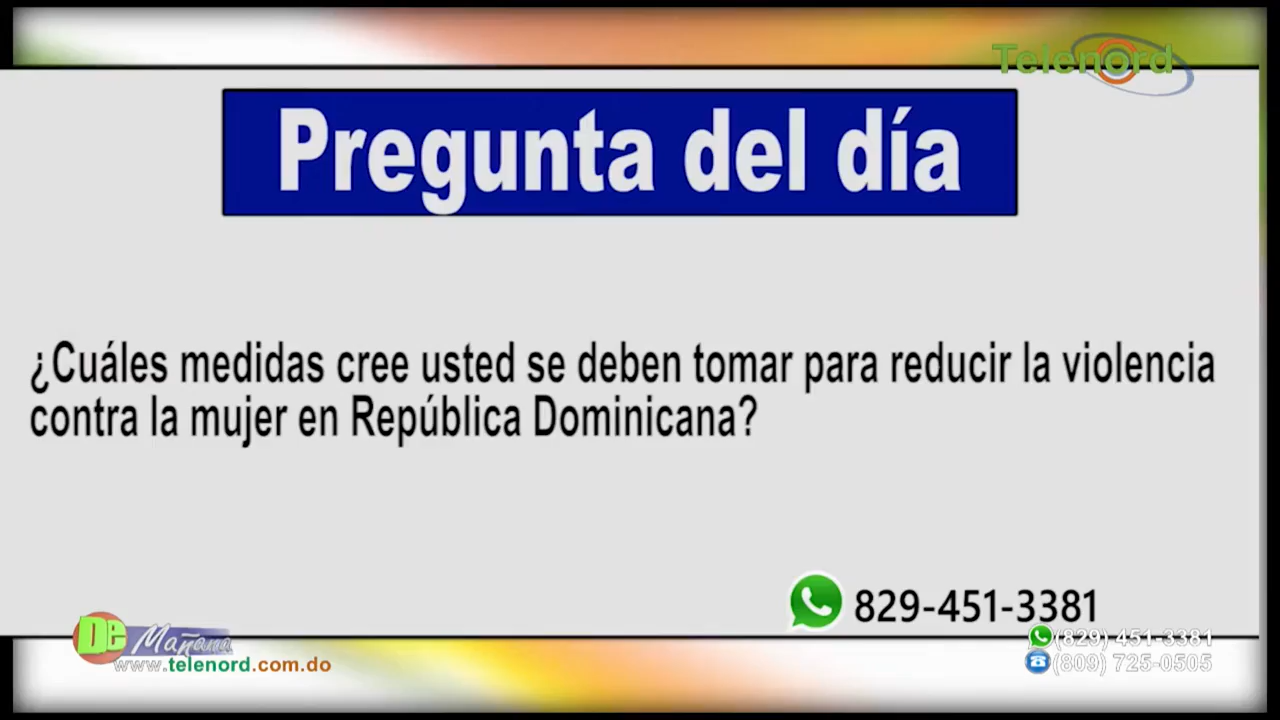 Telenord
Pregunta del día
¿Cuáles medidas cree usted se deben tomar para reducir la violencia
contra la mujer en República Dominicana?
829-451-3381
De Mañana
(829) 451-3381
www.telenord.com.do
(809) 725-0505